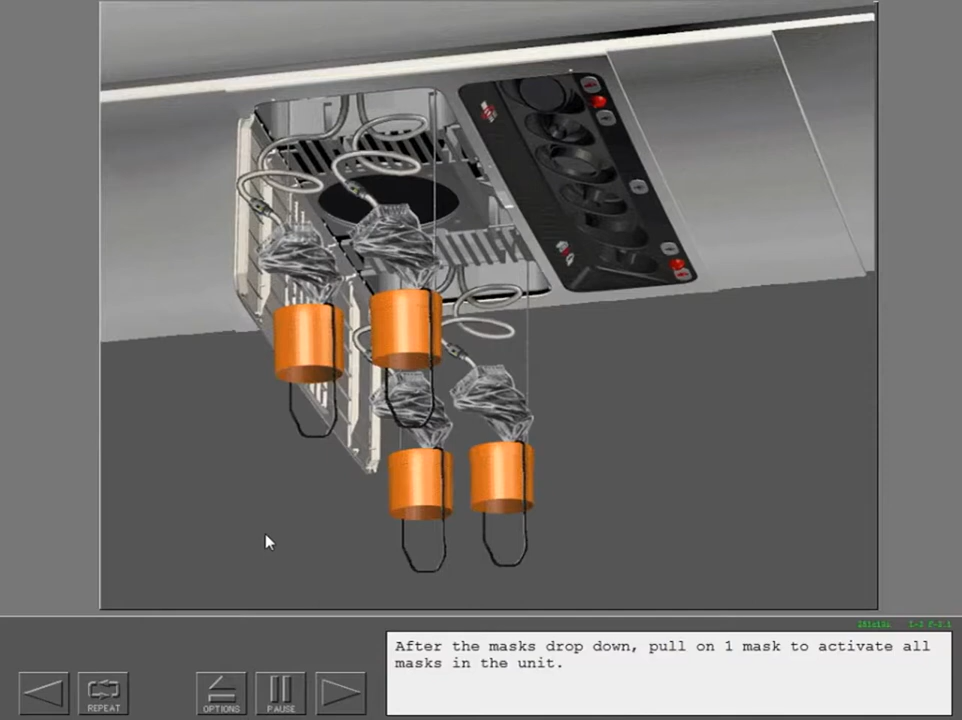 After the masks drop down, pull on 1 mask to activate all
masks in the unit.
REPEAT
OPTIONS
PAUSE